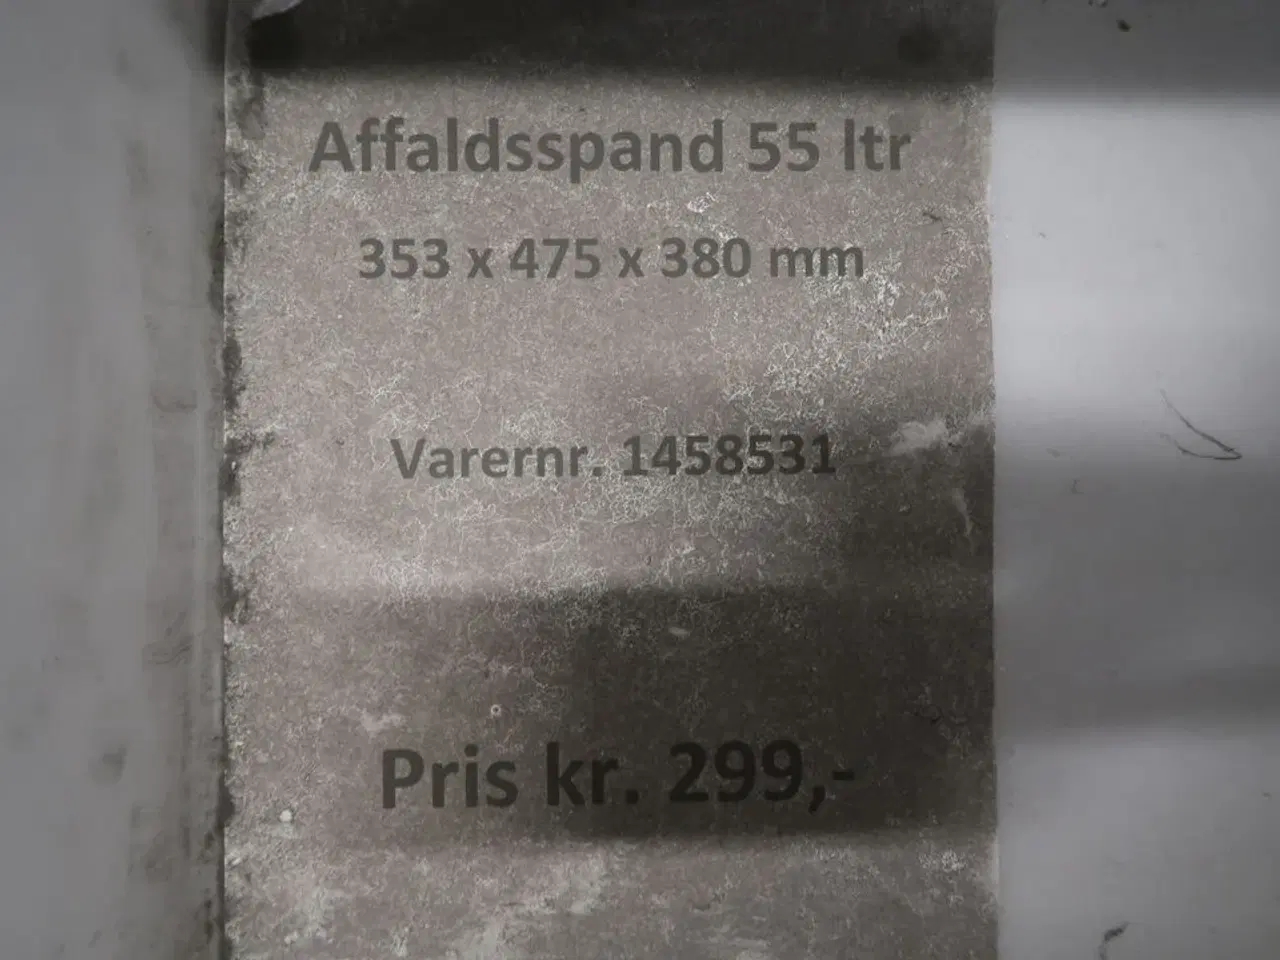 Affaldsspand 55 ltr
353 x 475 x 380 mm
Varernr. 1458531
Pris kr. 299,-